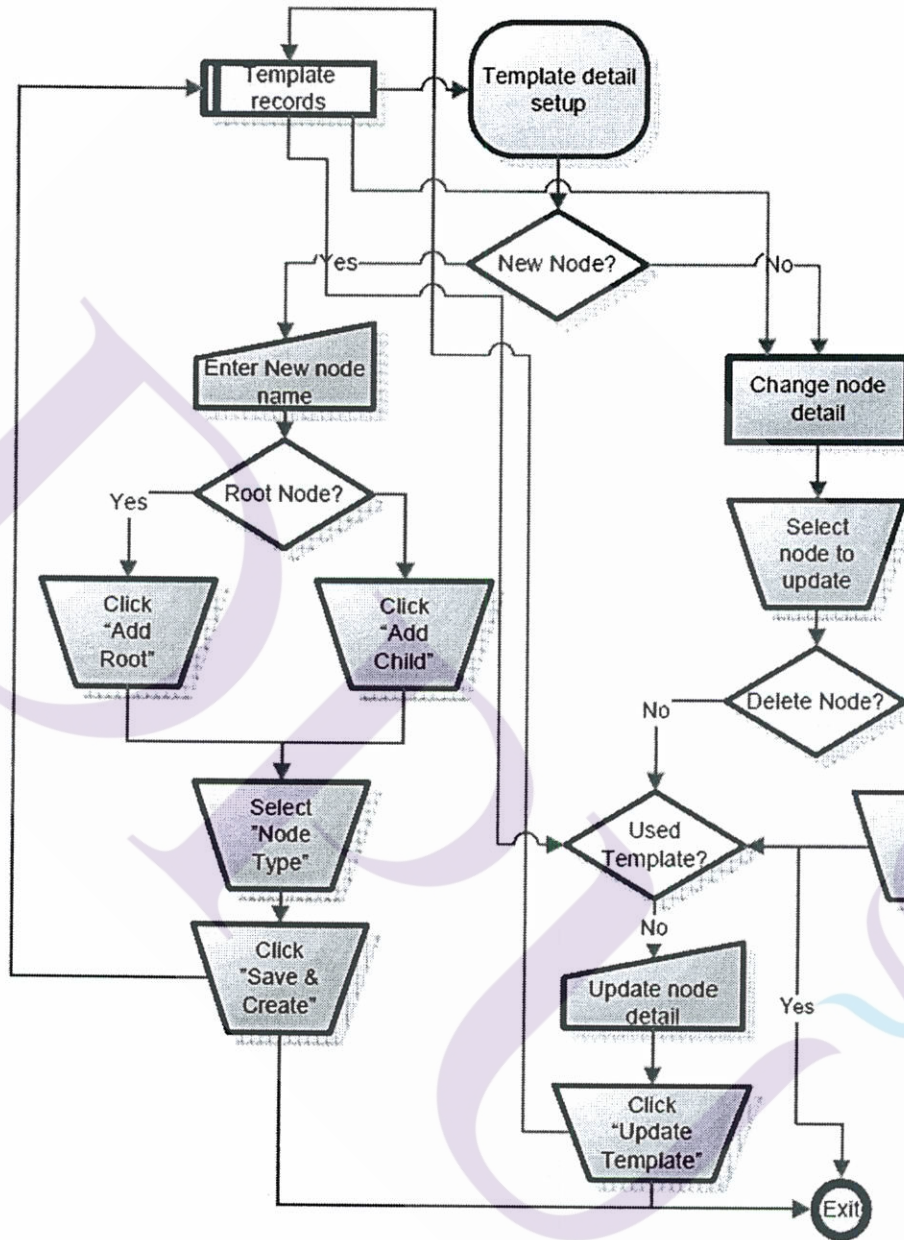 Template
records
Template detail
setup
New Node?
Yes
No
Enter New node
name
Change node
detail
Root Node?
Yes
Select
node to
update
Click
"Add
Root"
Click
"Add
Child"
Delete Node?
No
Select
"Node
Type"
Used
Template?
No
Click
"Save &
Create"
Update node
detail
Yes
Click
"Update
Template"
Exit